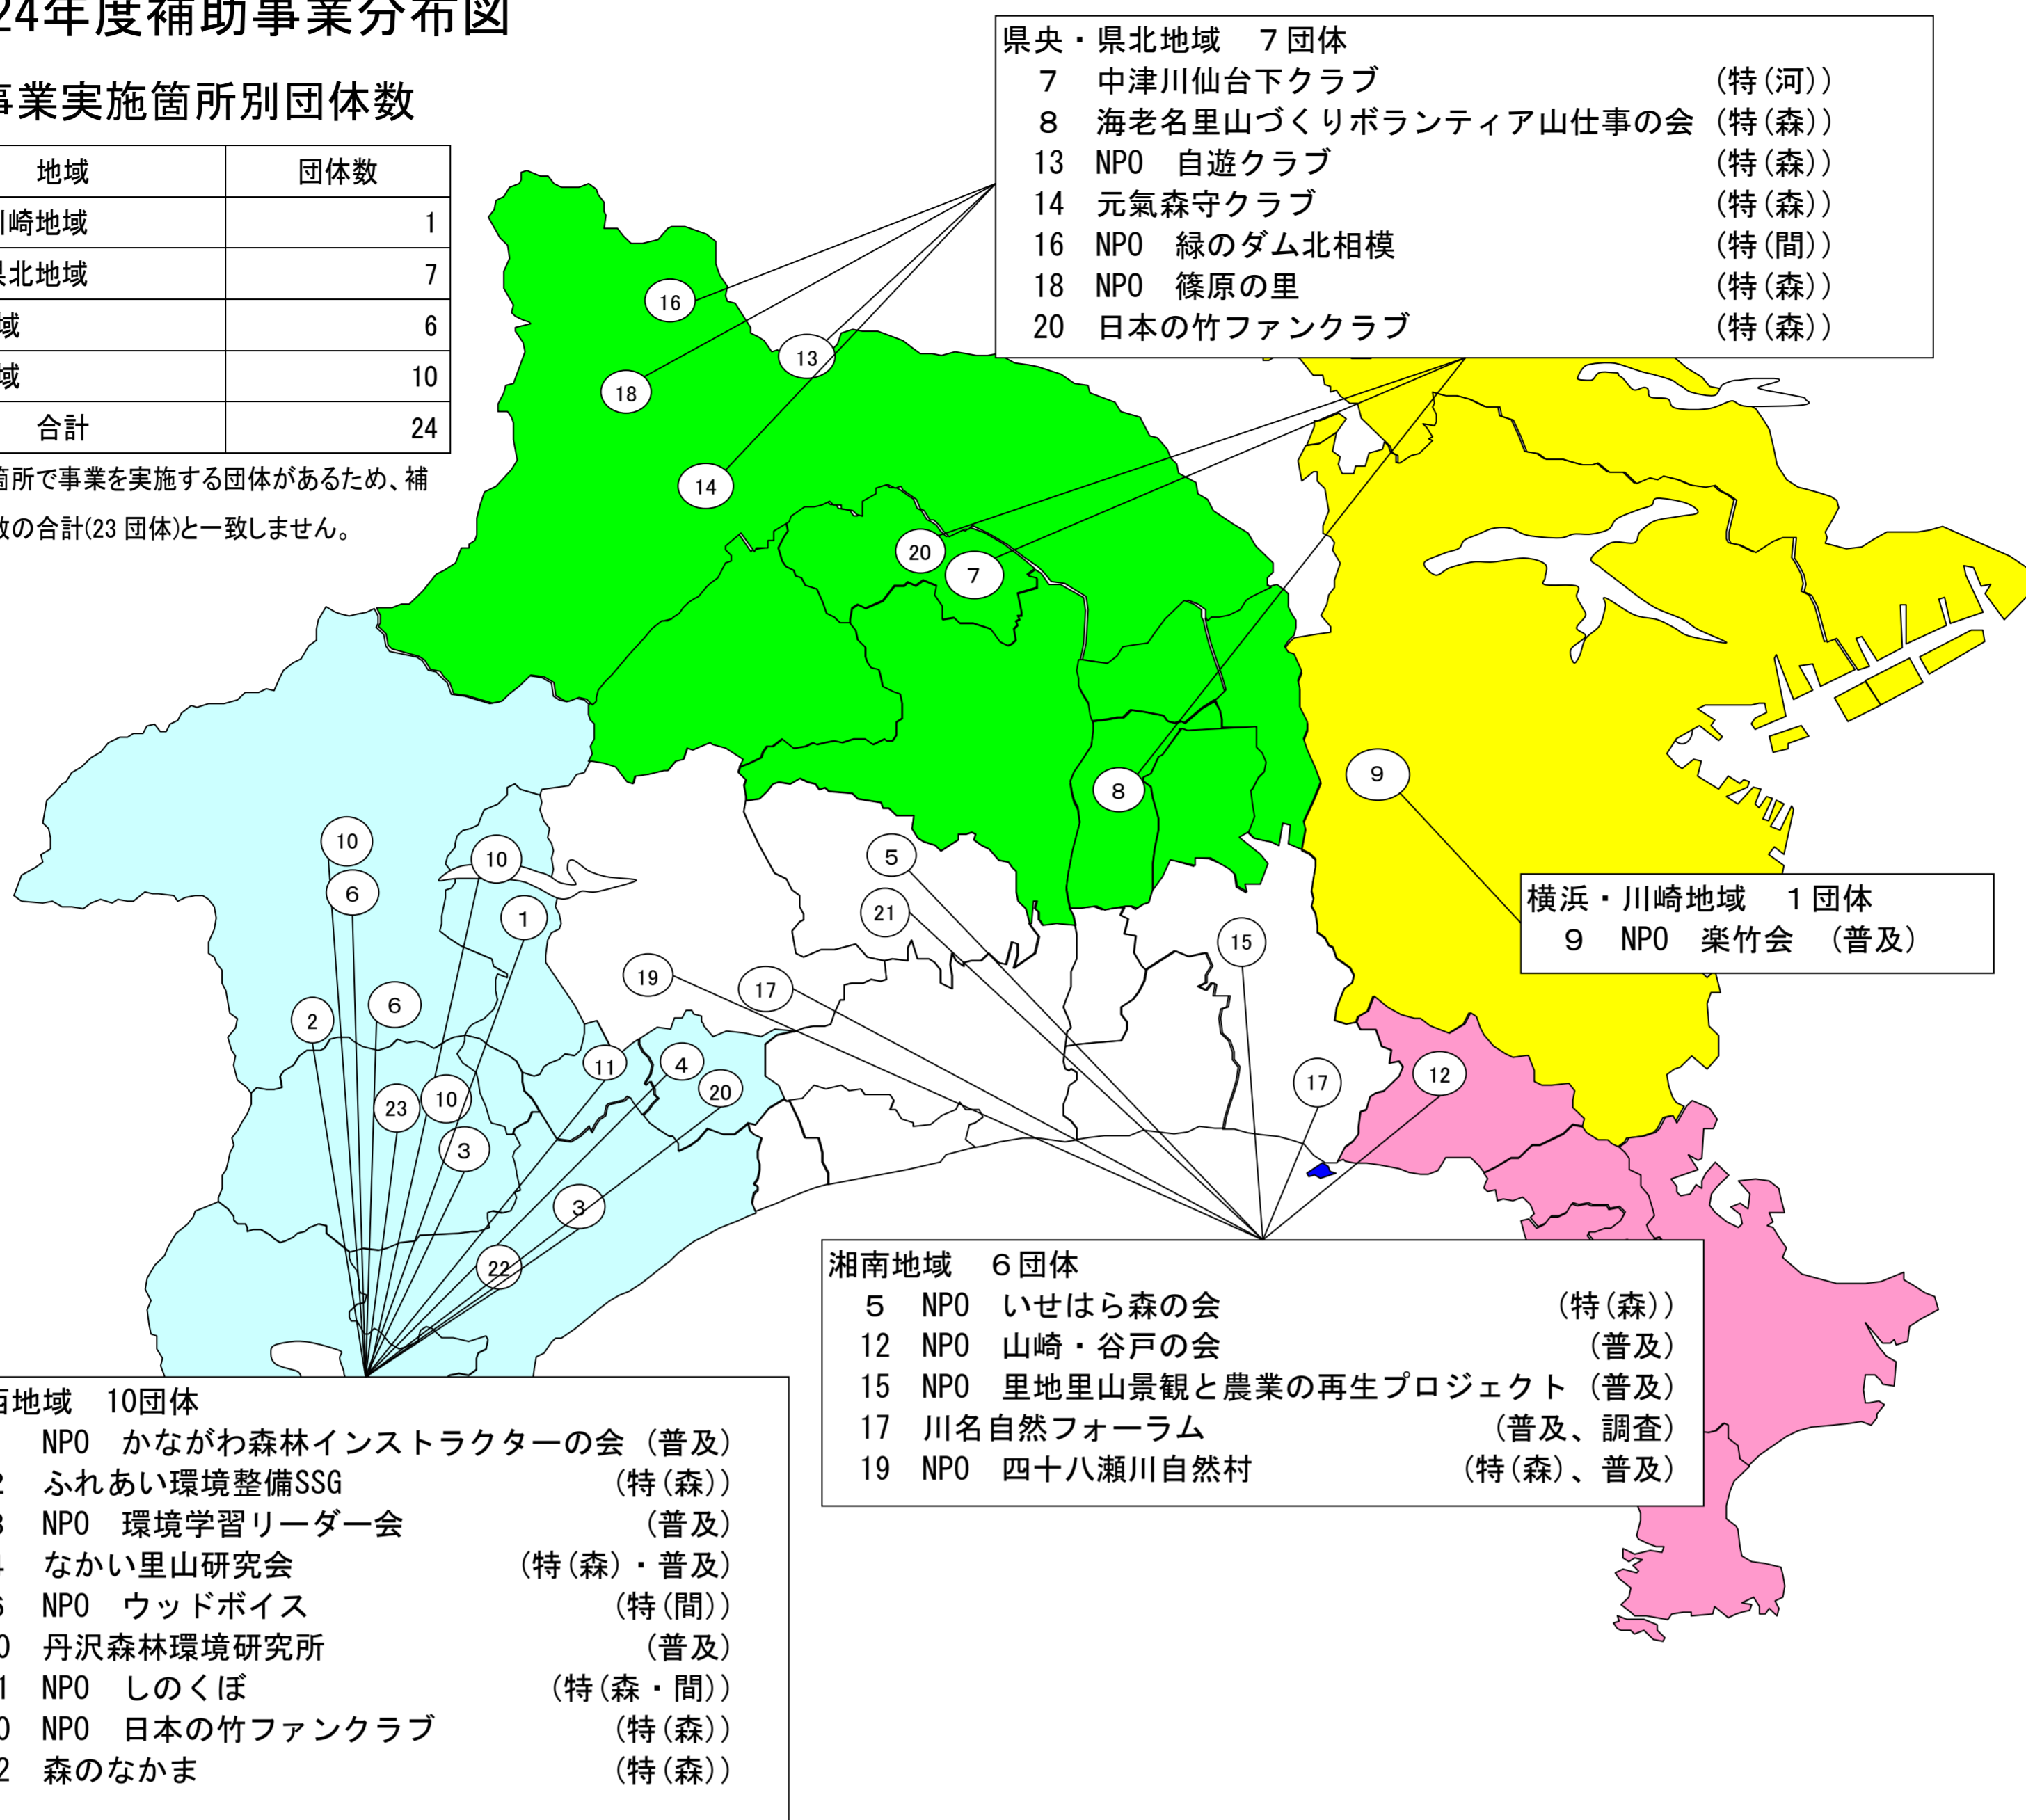 24年度補助事業分布図
事業実施箇所別団体数
地域 団体数
川崎地域 1
県北地域 7
域 6
域 10
合計 24
箇所で事業を実施する団体があるため、補
数の合計(23 団体)と一致しません。
県央・県北地域 7団体
7 中津川仙台下クラブ (特(河))
8 海老名里山づくりボランティア山仕事の会 (特(森))
13 NPO 自遊クラブ (特(森))
14 元氣森守クラブ (特(森))
16 NPO 緑のダム北相模 (特(間))
18 NPO 篠原の里 (特(森))
20 日本の竹ファンクラブ (特(森))
16
13
18
14
20
7
8
9
10
10
6
1
5
21
15
19
17
2
6
11
4
20
17
12
23
10
3
3
22
横浜・川崎地域 1団体
9 NPO 楽竹会 (普及)
湘南地域 6団体
5 NPO いせはら森の会 (特(森))
12 NPO 山崎・谷戸の会 (普及)
15 NPO 里地里山景観と農業の再生プロジェクト (普及)
17 川名自然フォーラム (普及、調査)
19 NPO 四十八瀬川自然村 (特(森)、普及)
西地域 10団体
NPO かながわ森林インストラクターの会 (普及)
2 ふれあい環境整備SSG (特(森))
3 NPO 環境学習リーダー会 (普及)
4 なかい里山研究会 (特(森)・普及)
6 NPO ウッドボイス (特(間))
0 丹沢森林環境研究所 (普及)
1 NPO しのくぼ (特(森・間))
0 NPO 日本の竹ファンクラブ (特(森))
2 森のなかま (特(森))